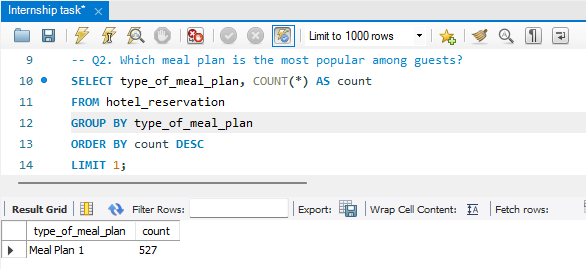 Internship task*
Limit to 1000 rows
9 -- Q2. Which meal plan is the most popular among guests?
10 SELECT type_of_meal_plan, COUNT(*) AS count
11 FROM hotel_reservation
12 GROUP BY type_of_meal_plan
13 ORDER BY count DESC
14 LIMIT 1;
Result Grid Filter Rows: Export: Wrap Cell Content: Fetch rows:
type_of_meal_plan count
Meal Plan 1 527